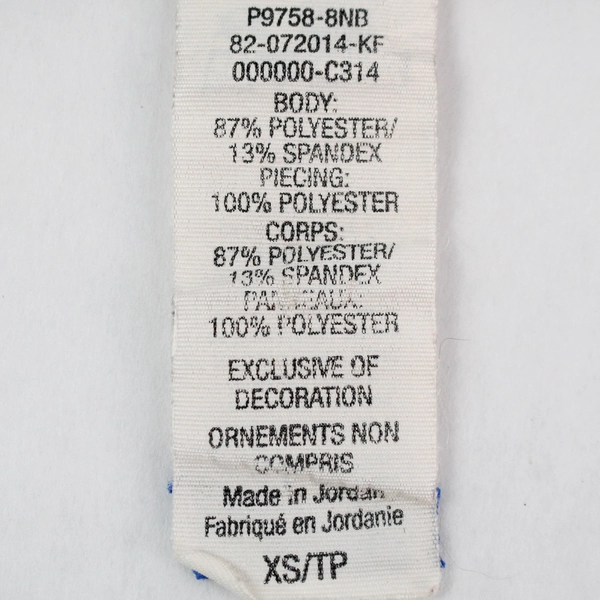 P9758-8NB
82-072014-KF
000000-C314
BODY:
87% POLYESTER/
13% SPANDEX
PIECING:
100% POLYESTER
CORPS:
87% POLYESTER/
13% SPANDEX
PANNEAUX:
100% POLYESTER
EXCLUSIVE OF
DECORATION
ORNEMENTS NON
COMPRIS
Made in Jordan
Fabriqué en Jordanie
XS/TP